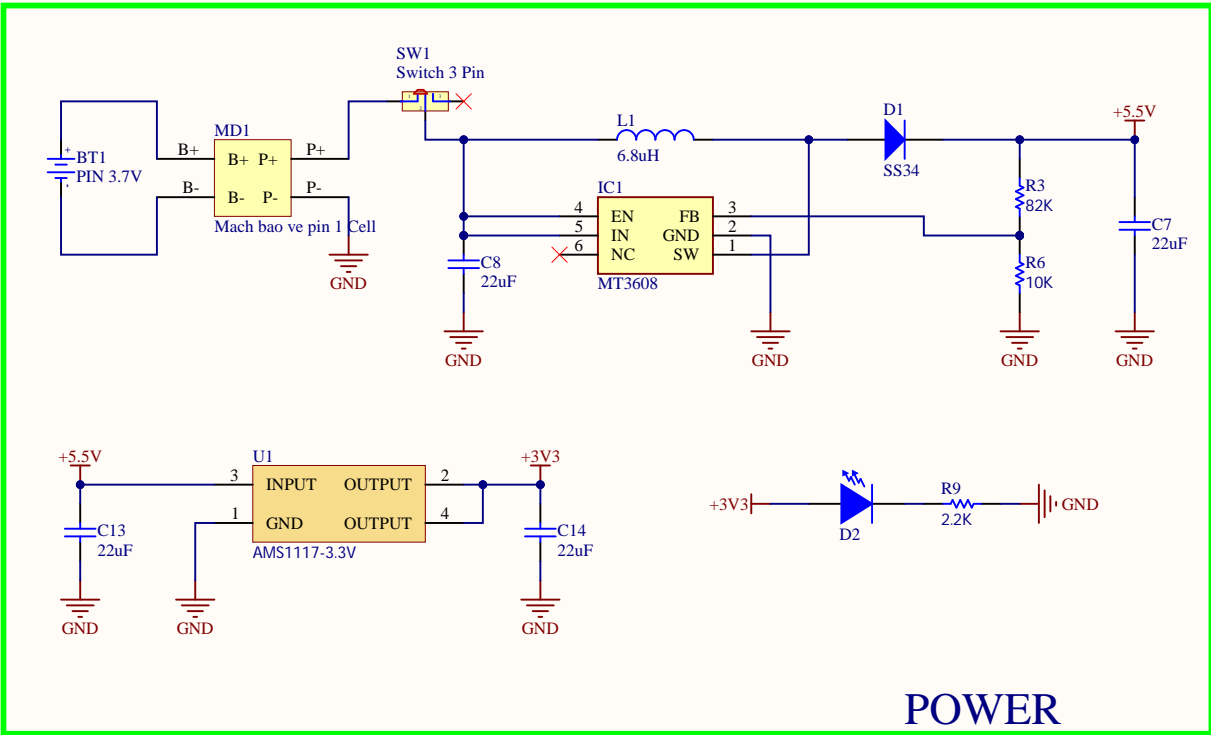 SW1
Switch 3 Pin
MD1
B+
B+ P+
P+
BT1
PIN 3.7V
+
-
B-
B- P-
P-
Mach bao ve pin 1 Cell
GND
1
2
3
L1
6.8uH
D1
SS34
+5.5V
IC1
4 EN FB 3
5 IN GND 2
6 NC SW 1
MT3608
C8
22uF
R3
82K
R6
10K
C7
22uF
GND
GND
GND
GND
+5.5V
U1
3 INPUT OUTPUT 2
1 GND OUTPUT 4
AMS1117-3.3V
+3V3
C13
22uF
C14
22uF
GND
GND
GND
+3V3
D2
R9
2.2K
GND
POWER